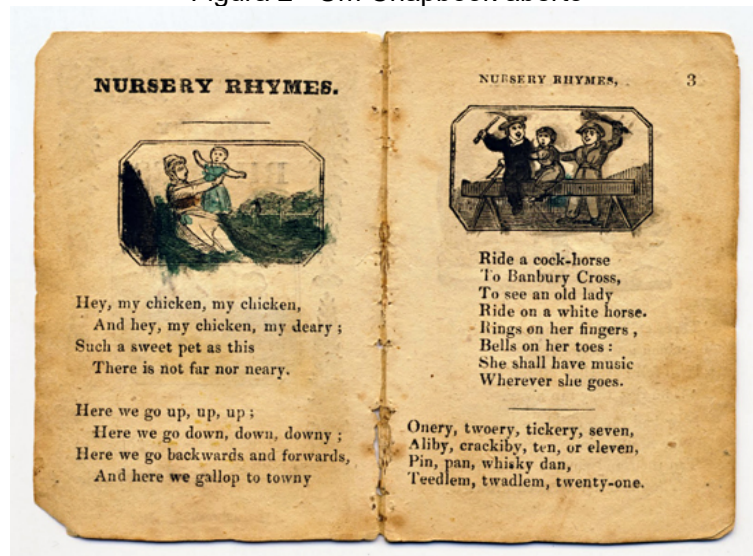 Figura 2 - Um Chapbook aberto
NURSERY RHYMES.
Hey, my chicken, my chicken,
And hey, my chicken, my deary ;
Such a sweet pet as this
There is not far nor neary.
Here we go up, up, up ;
Here we go down, down, downy ;
Here we go backwards and forwards,
And here we gallop to towny
NURSERY RHYMES,
3
Ride a cock-horse
To Banbury Cross,
To see an old lady
Ride on a white horse.
Rings on her fingers ,
Bells on her toes :
She shall have music
Wherever she goes.
Onery, twoery, tickery, seven,
Aliby, crackiby, ten, or eleven,
Pin, pan, whisky dan,
Teedlem, twadlem, twenty-one.